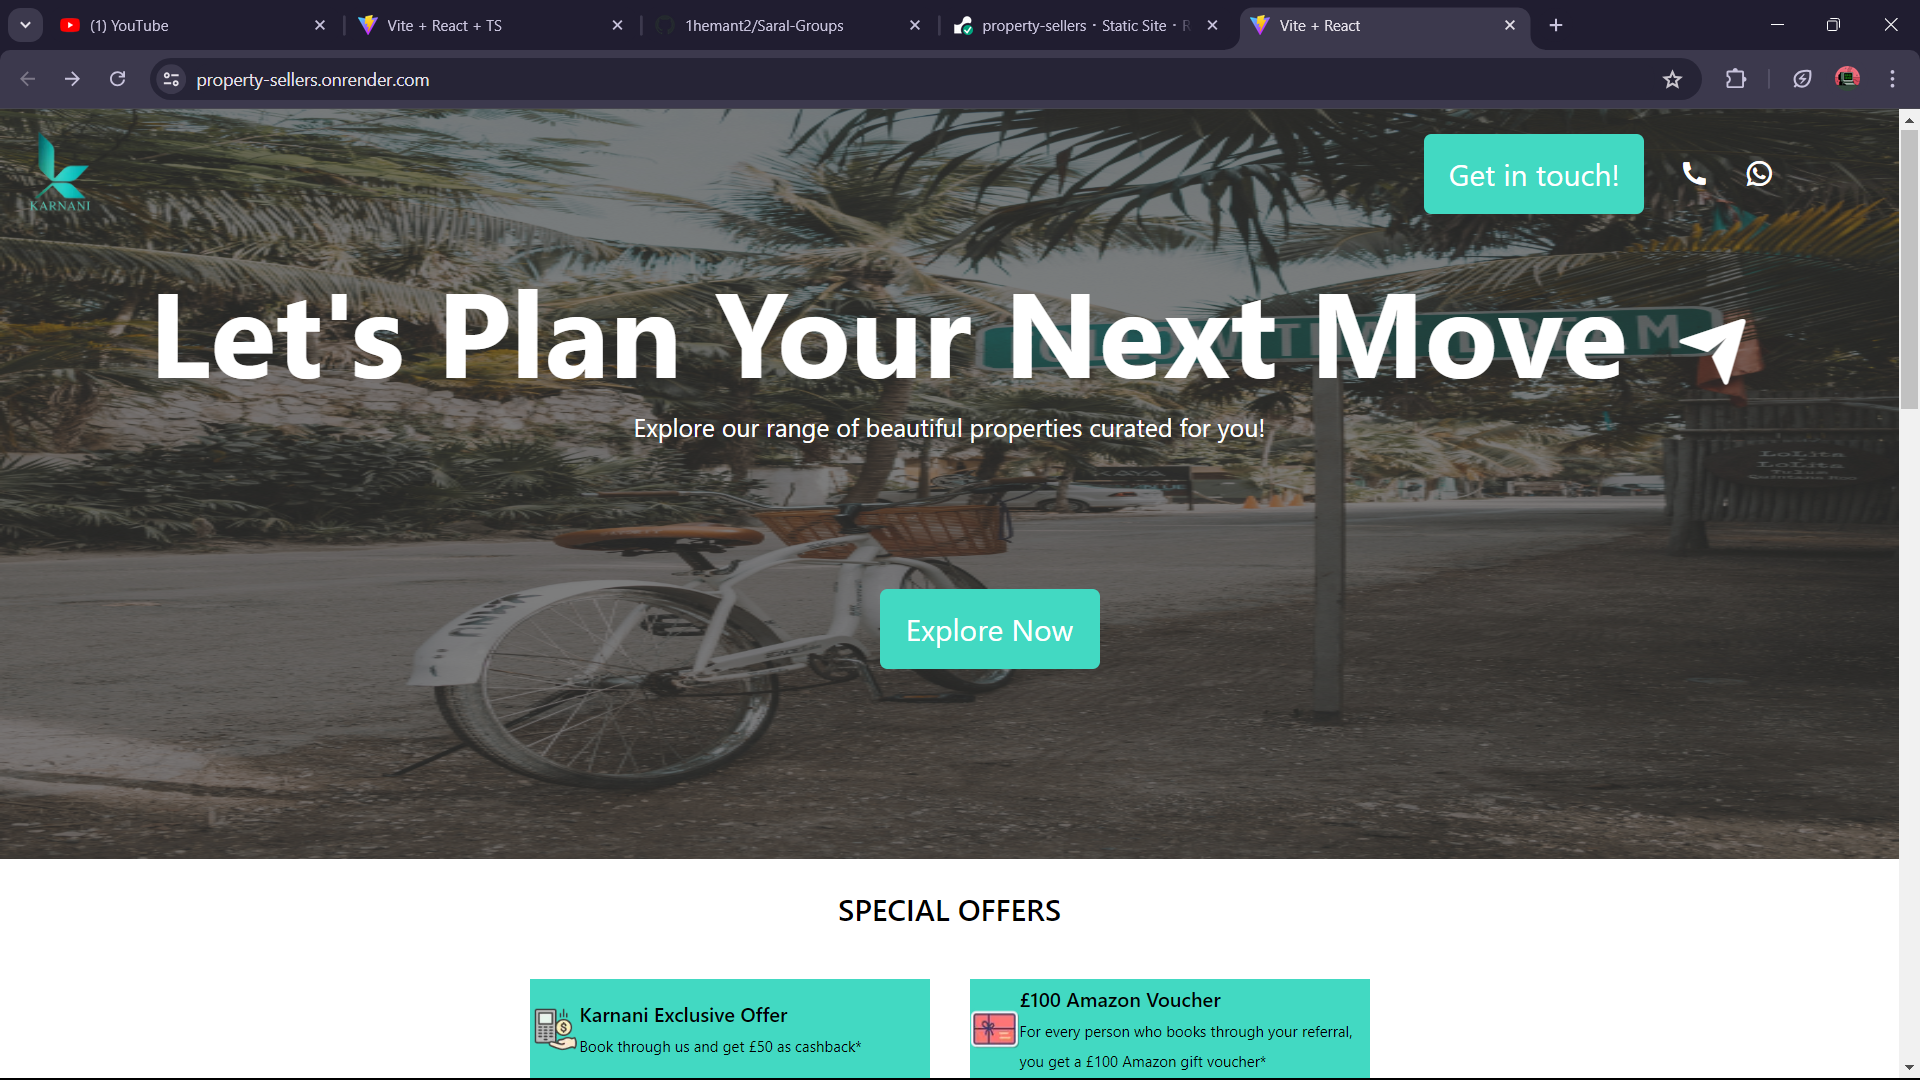 (1) YouTube
Vite + React + TS
1hemant2/Saral-Groups
property-sellers · Static Site · R
Vite + React
property-sellers.onrender.com
KARNANI
Get in touch!
Let's Plan Your Next Move
Explore our range of beautiful properties curated for you!
LoLita
LoLita
Tulum
Explore Now
SPECIAL OFFERS
Karnani Exclusive Offer
Book through us and get £50 as cashback*
£100 Amazon Voucher
For every person who books through your referral,
you get a £100 Amazon gift voucher*